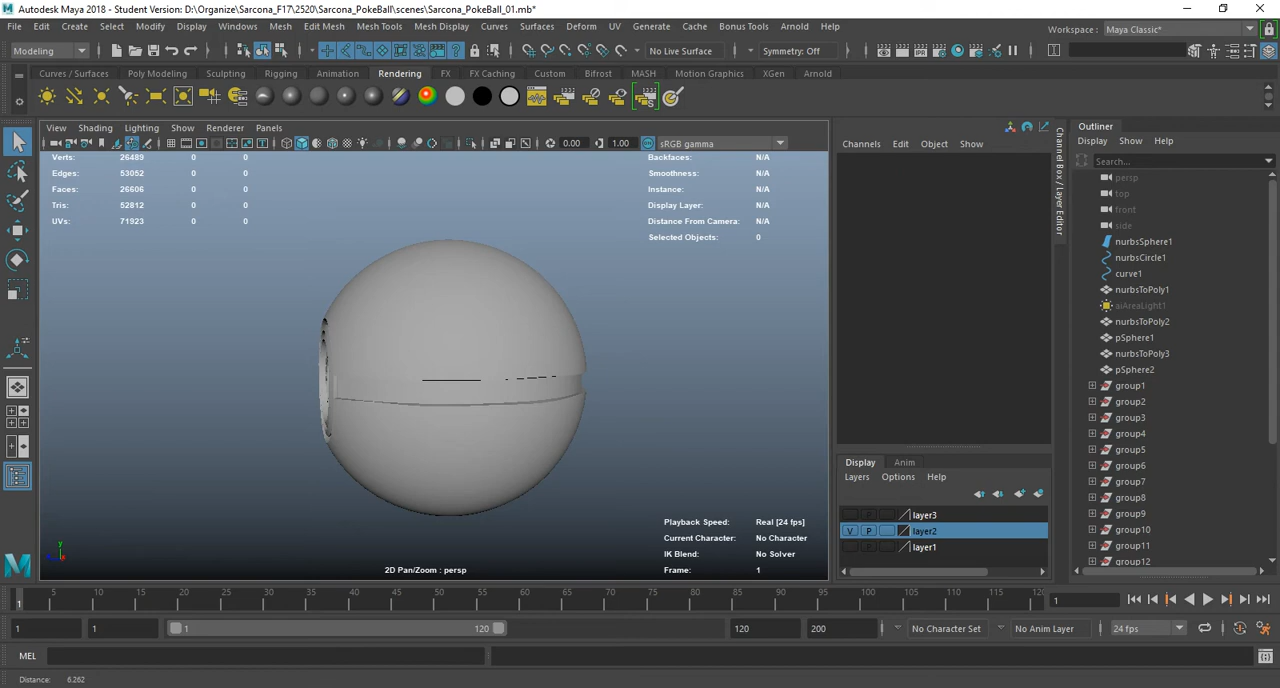 Autodesk Maya 2018 - Student Version: D:\Organize\Sarcona_F17\2520\Sarcona_PokeBall\scenes\Sarcona_PokeBall_01.mb*
File Edit Create Select Modify Display Windows Mesh Edit Mesh Mesh Tools Mesh Display Curves Surfaces Deform UV Generate Cache Bonus Tools Arnold Help
Workspace: Maya Classic*
Modeling No Live Surface Symmetry: Off
Curves / Surfaces Poly Modeling Sculpting Rigging Animation Rendering FX FX Caching Custom Bifrost MASH Motion Graphics XGen Arnold
View Shading Lighting Show Renderer Panels
0.00 1.00 sRGB gamma
Verts: 26489 0 0
Edges: 53052 0 0
Faces: 26606 0 0
Tris: 52812 0 0
UVs: 71923 0 0
Backfaces: N/A
Smoothness: N/A
Instance: N/A
Display Layer: N/A
Distance From Camera: N/A
Selected Objects: 0
Playback Speed: Real [24 fps]
Current Character: No Character
IK Blend: No Solver
Frame: 1
2D Pan/Zoom : persp
y
Channels Edit Object Show
Channel Box / Layer Editor
Display Anim
Layers Options Help
layer3
V P layer2
layer1
Outliner
Display Show Help
Search...
persp
top
front
side
nurbsSphere1
nurbsCircle1
curve1
nurbsToPoly1
aiAreaLight1
nurbsToPoly2
pSphere1
nurbsToPoly3
pSphere2
group1
group2
group3
group4
group5
group6
group7
group8
group9
group10
group11
group12
1 5 10 15 20 25 30 35 40 45 50 55 60 65 70 75 80 85 90 95 100 105 110 115 120 1
1 1 1 120 120 200 No Character Set No Anim Layer 24 fps
MEL
Distance: 6.262